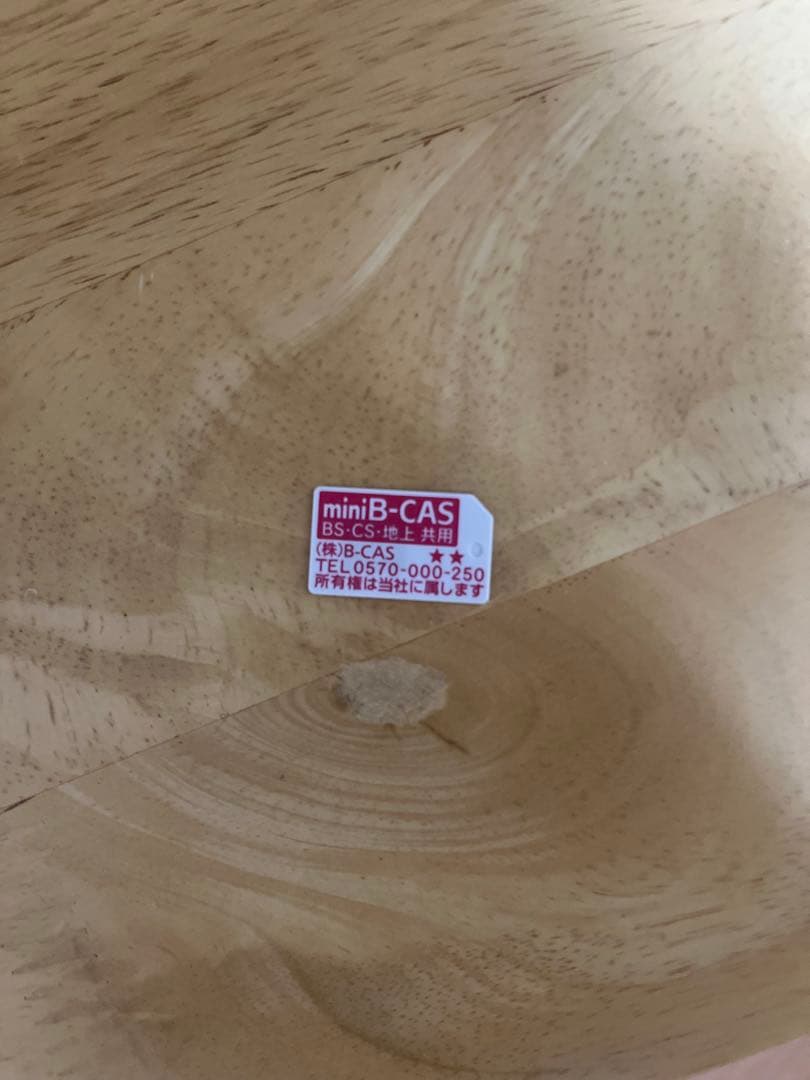 miniB-CAS
BS・CS・地上 共用
(株)B-CAS ★★
TEL 0570-000-250
所有権は当社に属します